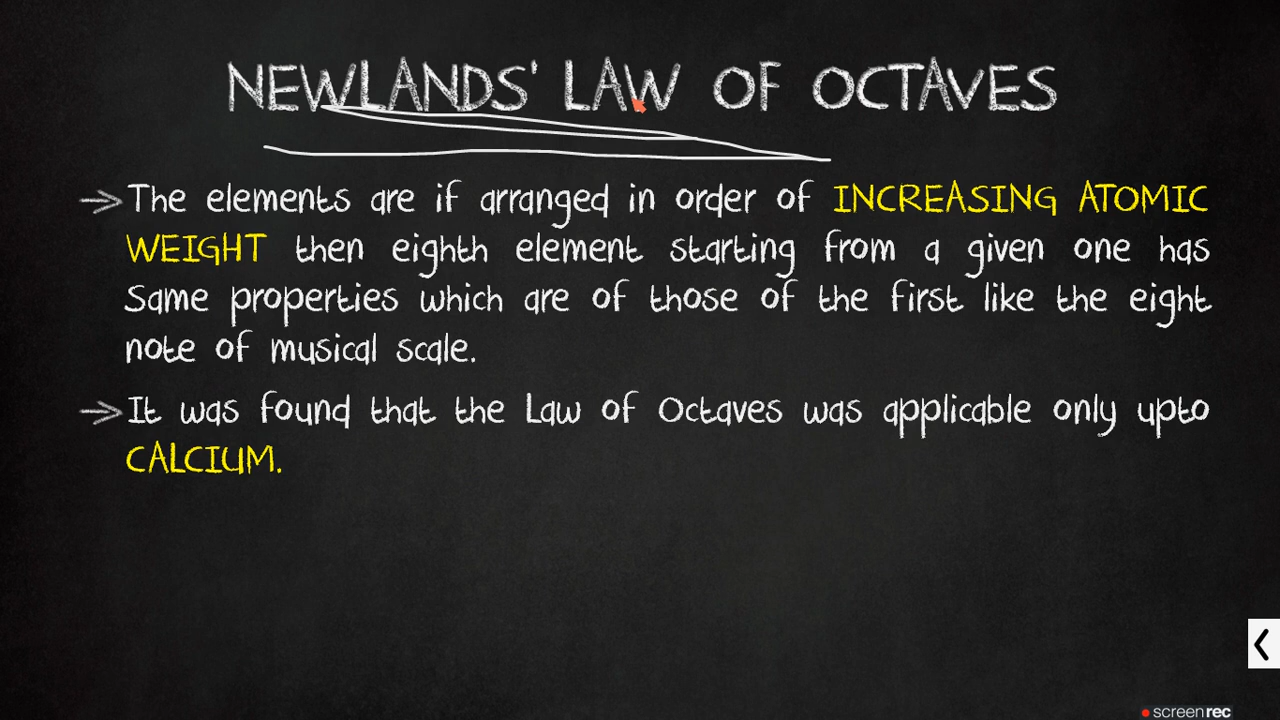 NEWLANDS' LAW OF OCTAVES
→ The elements are if arranged in order of INCREASING ATOMIC
WEIGHT then eighth element starting from a given one has
Same properties which are of those of the first like the eight
note of musical scale.
→ It was found that the Law of Octaves was applicable only upto
CALCIUM.
screenrec